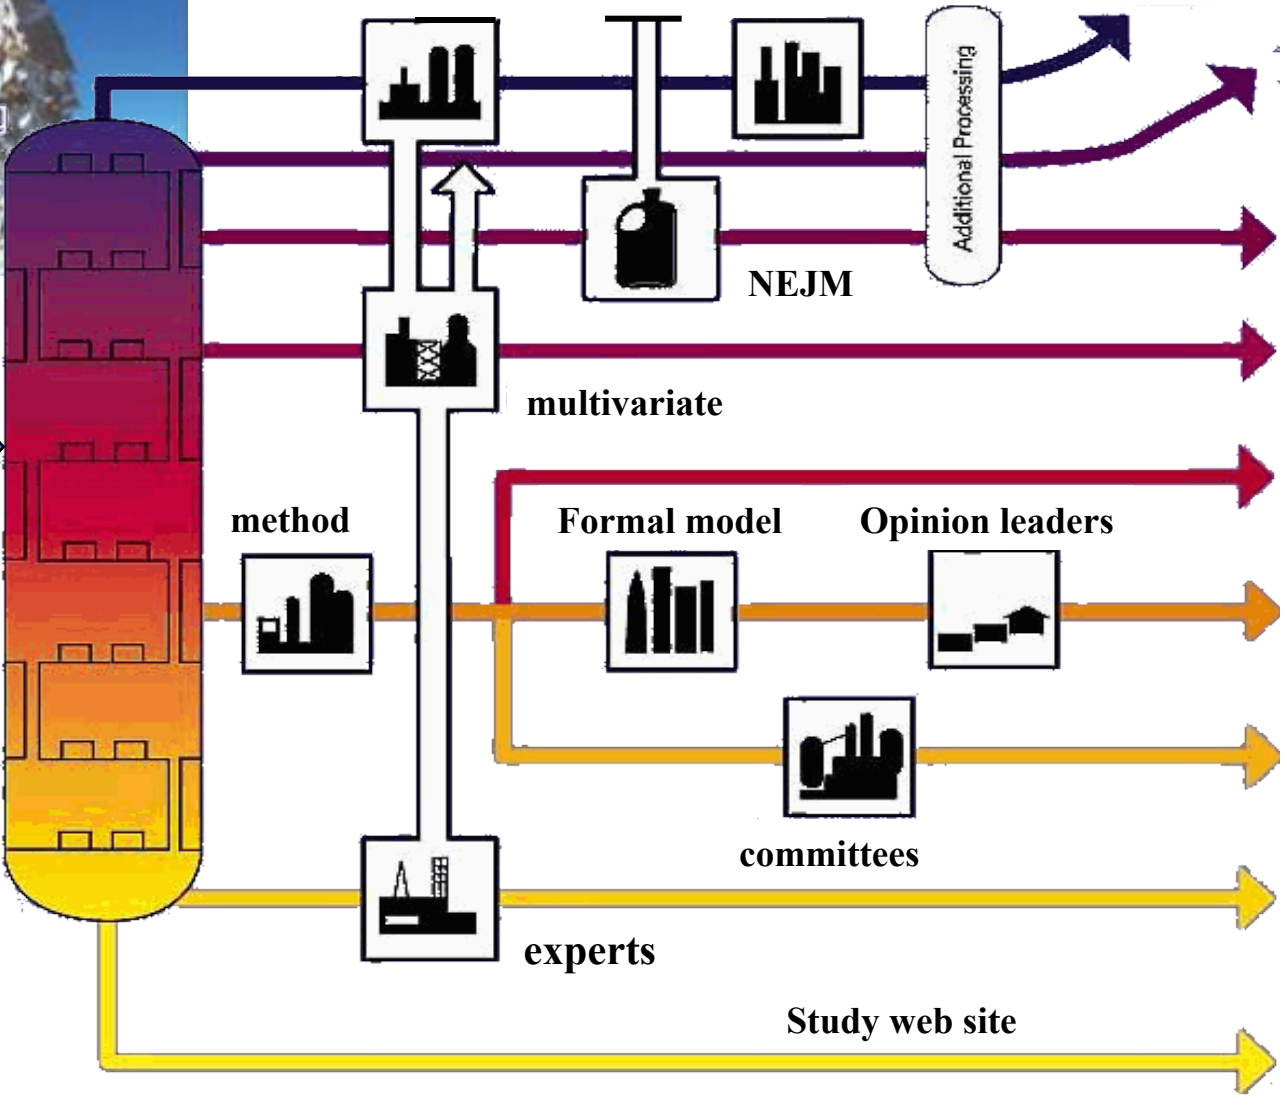 Additional Processing
NEJM
multivariate
method
Formal model
Opinion leaders
committees
experts
Study web site